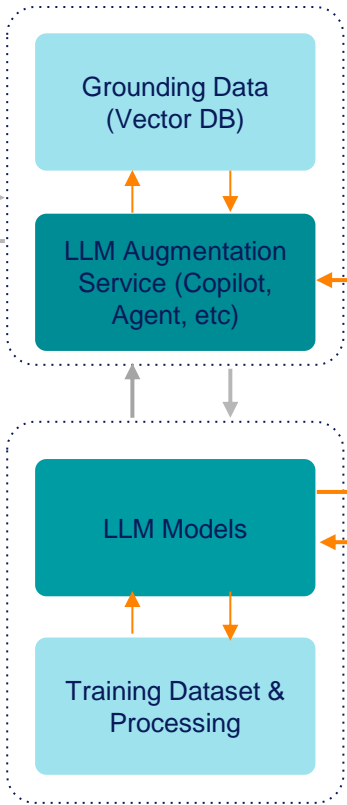 Grounding Data
(Vector DB)
LLM Augmentation
Service (Copilot,
Agent, etc)
LLM Models
Training Dataset &
Processing